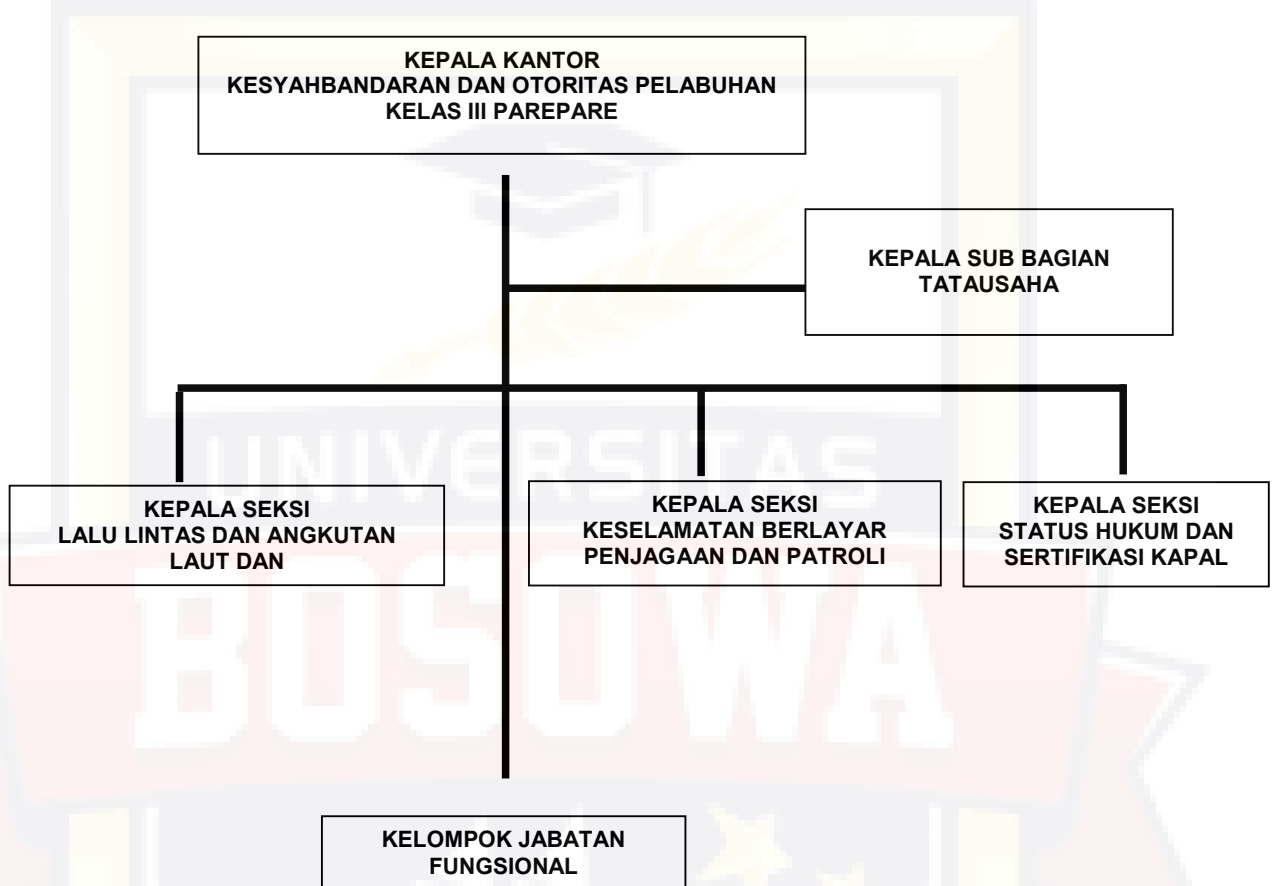 KEPALA KANTOR
KESYAHBANDARAN DAN OTORITAS PELABUHAN
KELAS III PAREPARE
KEPALA SUB BAGIAN
TATAUSAHA
KEPALA SEKSI
LALU LINTAS DAN ANGKUTAN
LAUT DAN
KEPALA SEKSI
KESELAMATAN BERLAYAR
PENJAGAAN DAN PATROLI
KEPALA SEKSI
STATUS HUKUM DAN
SERTIFIKASI KAPAL
UNIVERSITAS
BOSOWA
KELOMPOK JABATAN
FUNGSIONAL